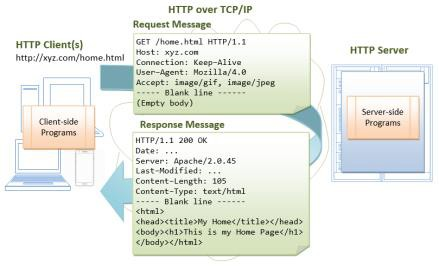 HTTP over TCP/IP
Request Message
HTTP Client(s)
http://xyz.com/home.html
GET /home.html HTTP/1.1
Host: xyz.com
Connection: Keep-Alive
User-Agent: Mozilla/4.0
Accept: image/gif, image/jpeg
----- Blank line ------
(Empty body)
HTTP Server
Client-side
Programs
Server-side
Programs
Response Message
HTTP/1.1 200 OK
Date: ...
Server: Apache/2.0.45
Last-Modified: ...
Content-Length: 105
Content-Type: text/html
----- Blank line ------
<html>
<head><title>My Home</title></head>
<body><h1>This is my Home Page</h1>
</body></html>